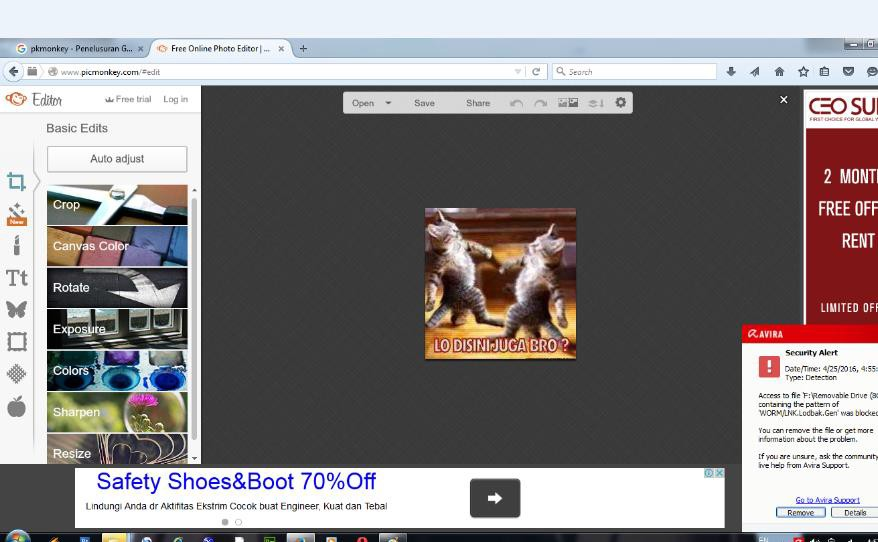 pkmonkey - Penelusuran G...
Free Online Photo Editor | ...
www.picmonkey.com/#edit
Search
Editor
Free trial
Log in
Open
Save
Share
Basic Edits
Auto adjust
Crop
Canvas Color
Rotate
Exposure
Colors
Sharpen
Resize
New
Tt
LO DISINI JUGA BRO ?
CEO SU
FIRST CHOICE FOR GLOBAL
2 MONT
FREE OFF
RENT
LIMITED OFF
AVIRA
Security Alert
Date/Time: 4/25/2016, 4:55:
Type: Detection
Access to file 'F:\Removable Drive (8
containing the pattern of
'WORM/LNK.Lodbak.Gen' was blocked
You can remove the file or get more
information about the problem.
If you are unsure, ask the community
live help from Avira Support.
Go to Avira Support
Remove
Details
Safety Shoes&Boot 70%Off
Lindungi Anda dr Aktifitas Ekstrim Cocok buat Engineer, Kuat dan Tebal
EN